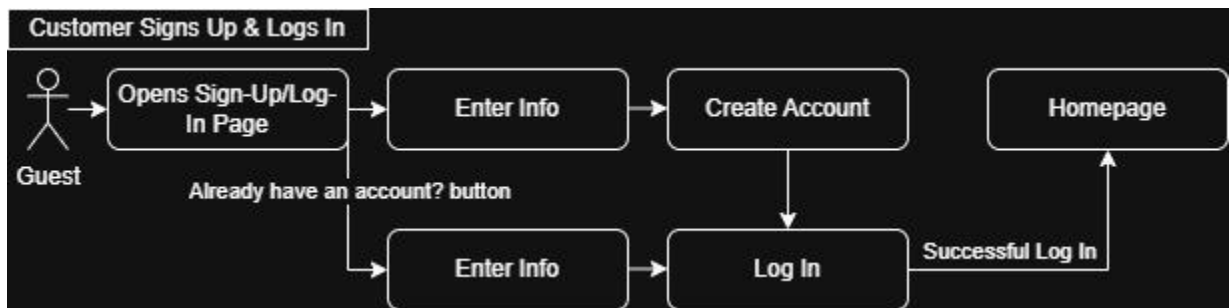 Customer Signs Up & Logs In
Opens Sign-Up/Log-
In Page
Enter Info
Create Account
Homepage
Guest
Already have an account? button
Enter Info
Log In
Successful Log In